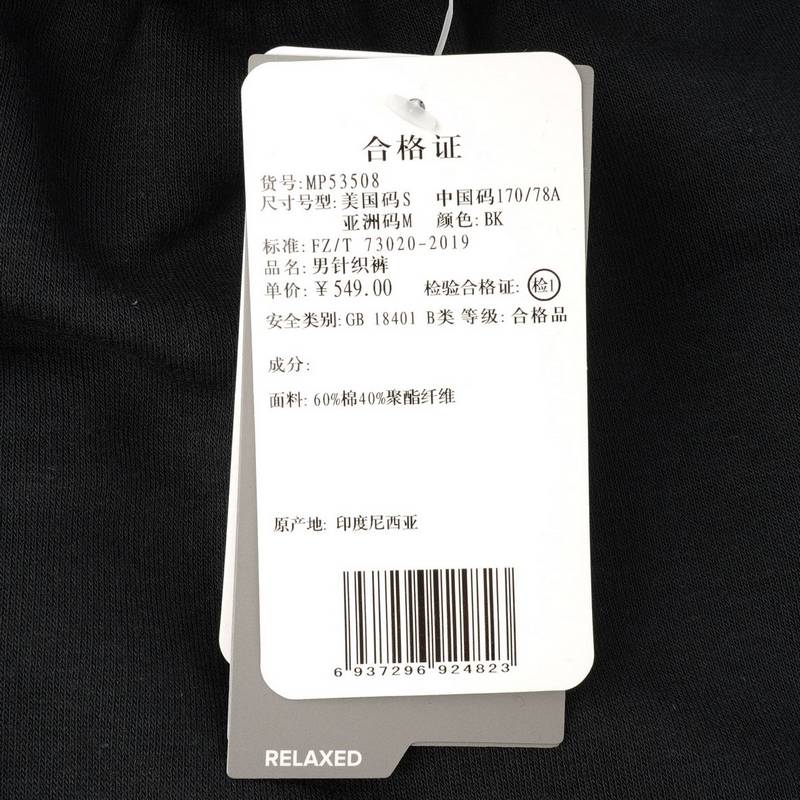 合格证
货号:MP53508
尺寸号型:美国码S 中国码170/78A
亚洲码M 颜色:BK
标准:FZ/T 73020-2019
品名:男针织裤
单价:￥549.00 检验合格证: 检1
安全类别:GB 18401 B类 等级: 合格品
成分:
面料: 60%棉40%聚酯纤维
原产地: 印度尼西亚
6 937296 924823
RELAXED